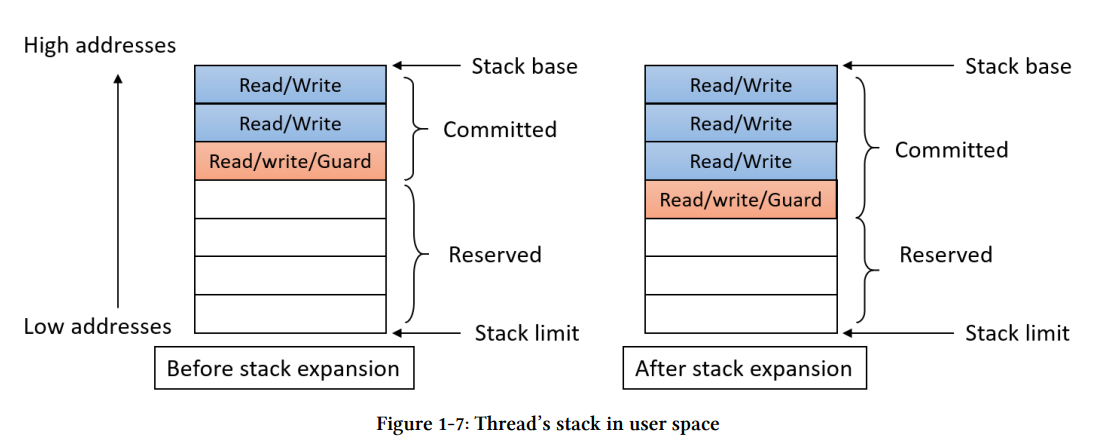 High addresses
Low addresses
Stack base
Read/Write
Read/Write
Read/write/Guard
Committed
Reserved
Stack limit
Before stack expansion
Stack base
Read/Write
Read/Write
Read/Write
Read/write/Guard
Committed
Reserved
Stack limit
After stack expansion
Figure 1-7: Thread’s stack in user space